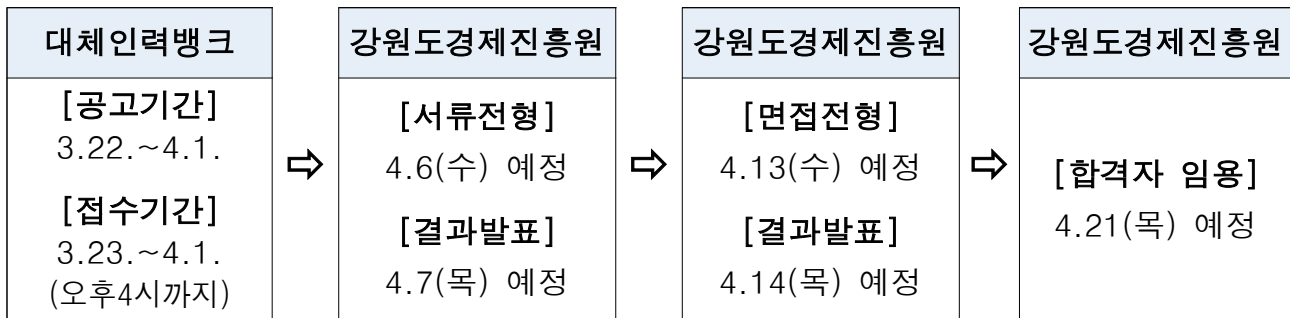 대체인력뱅크
[공고기간]
3.22.~4.1.
[접수기간]
3.23.~4.1.
(오후4시까지)
⇨
강원도경제진흥원
[서류전형]
4.6(수) 예정
[결과발표]
4.7(목) 예정
⇨
강원도경제진흥원
[면접전형]
4.13(수) 예정
[결과발표]
4.14(목) 예정
⇨
강원도경제진흥원
[합격자 임용]
4.21(목) 예정